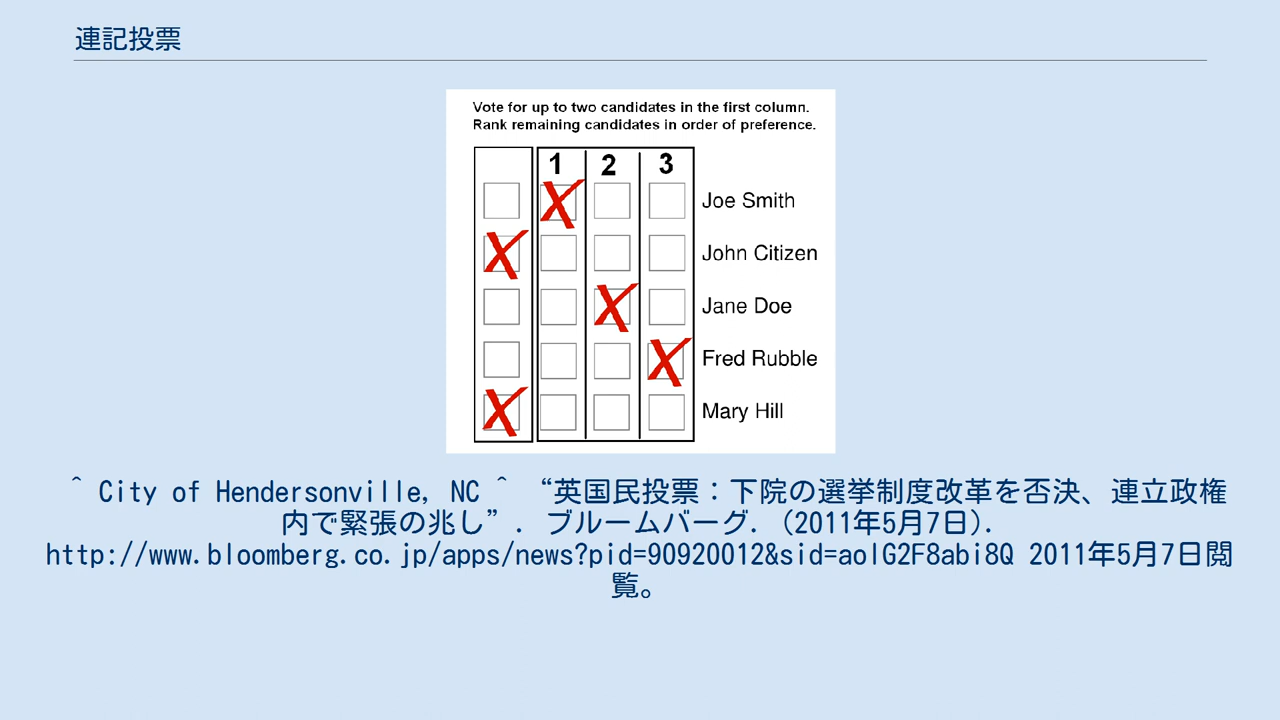 連記投票
Vote for up to two candidates in the first column.
Rank remaining candidates in order of preference.
1 2 3
Joe Smith
John Citizen
Jane Doe
Fred Rubble
Mary Hill
^ City of Hendersonville, NC ^ “英国民投票：下院の選挙制度改革を否決、連立政権
内で緊張の兆し”. ブルームバーグ. (2011年5月7日).
http://www.bloomberg.co.jp/apps/news?pid=90920012&sid=aolG2F8abi8Q 2011年5月7日閲
覧。